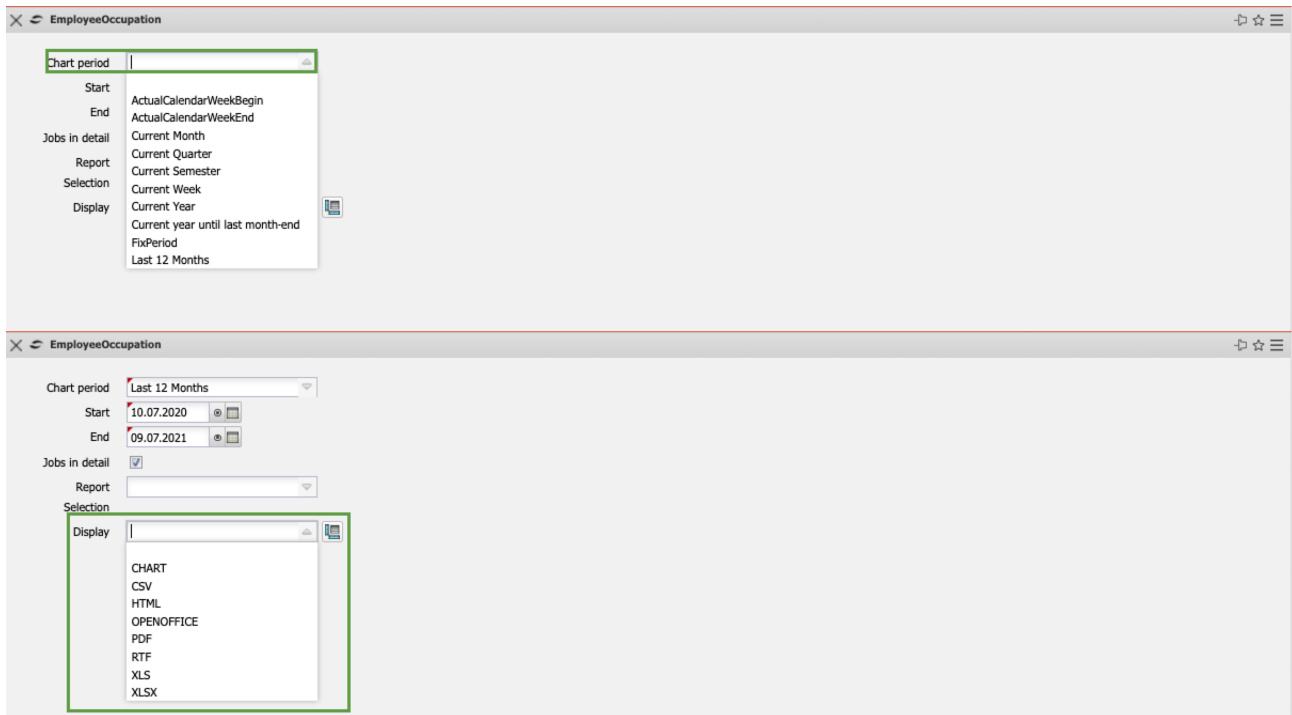 EmployeeOccupation
Chart period
Start
End
Jobs in detail
Report
Selection
Display
ActualCalendarWeekBegin
ActualCalendarWeekEnd
Current Month
Current Quarter
Current Semester
Current Week
Current Year
Current year until last month-end
FixPeriod
Last 12 Months
EmployeeOccupation
Chart period Last 12 Months
Start 10.07.2020
End 09.07.2021
Jobs in detail
Report
Selection
Display
CHART
CSV
HTML
OPENOFFICE
PDF
RTF
XLS
XLSX